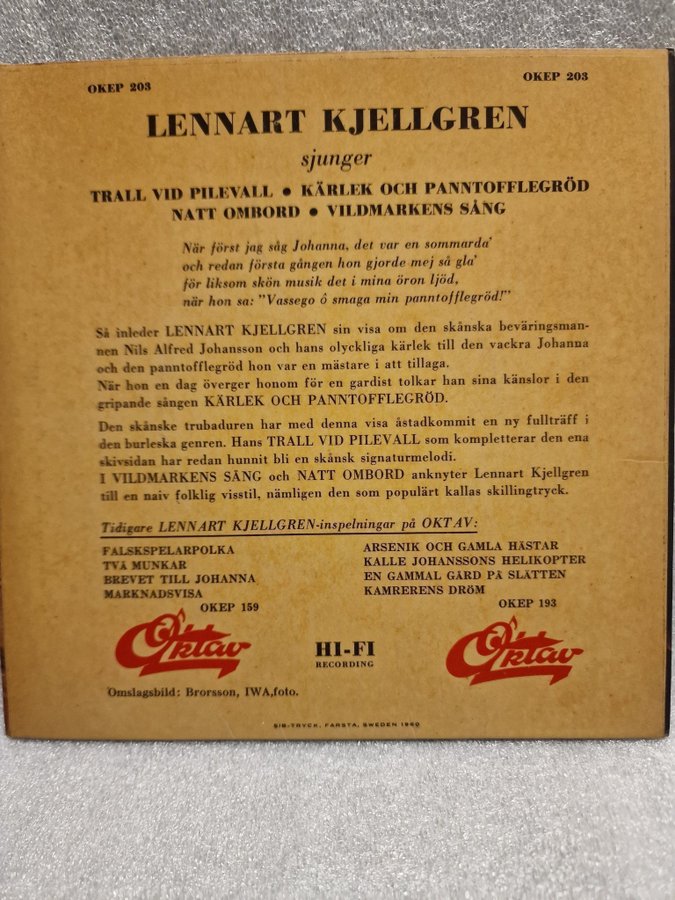 OKEP 203 OKEP 203
LENNART KJELLGREN
sjunger
TRALL VID PILEVALL • KÄRLEK OCH PANNTOFFLEGRÖD
NATT OMBORD • VILDMARKENS SÅNG
När först jag såg Johanna, det var en sommarda'
och redan första gången hon gjorde mej så gla'
för liksom skön musik det i mina öron ljöd,
när hon sa: "Vassego ô smaga min panntofflegröd!"
Så inleder LENNART KJELLGREN sin visa om den skånska beväringsman-
nen Nils Alfred Johansson och hans olyckliga kärlek till den vackra Johanna
och den panntofflegröd hon var en mästare i att tillaga.
När hon en dag överger honom för en gardist tolkar han sina känslor i den
gripande sången KÄRLEK OCH PANNTOFFLEGRÖD.
Den skånske trubaduren har med denna visa åstadkommit en ny fullträff i
den burleska genren. Hans TRALL VID PILEVALL som kompletterar den ena
skivsidan har redan hunnit bli en skånsk signaturmelodi.
I VILDMARKENS SÅNG och NATT OMBORD anknyter Lennart Kjellgren
till en naiv folklig visstil, nämligen den som populärt kallas skillingtryck.
Tidigare LENNART KJELLGREN-inspelningar på OKTAV:
FALSKSPELARPOLKA
TVÅ MUNKAR
BREVET TILL JOHANNA
MARKNADSVISA
OKEP 159
ARSENIK OCH GAMLA HÄSTAR
KALLE JOHANSSONS HELIKOPTER
EN GAMMAL GÅRD PÅ SLÄTTEN
KAMRERENS DRÖM
OKEP 193
Oktav
HI-FI
RECORDING
Oktav
Omslagsbild: Brorsson, IWA,foto.
SIB-TRYCK, FARSTA, SWEDEN 1960